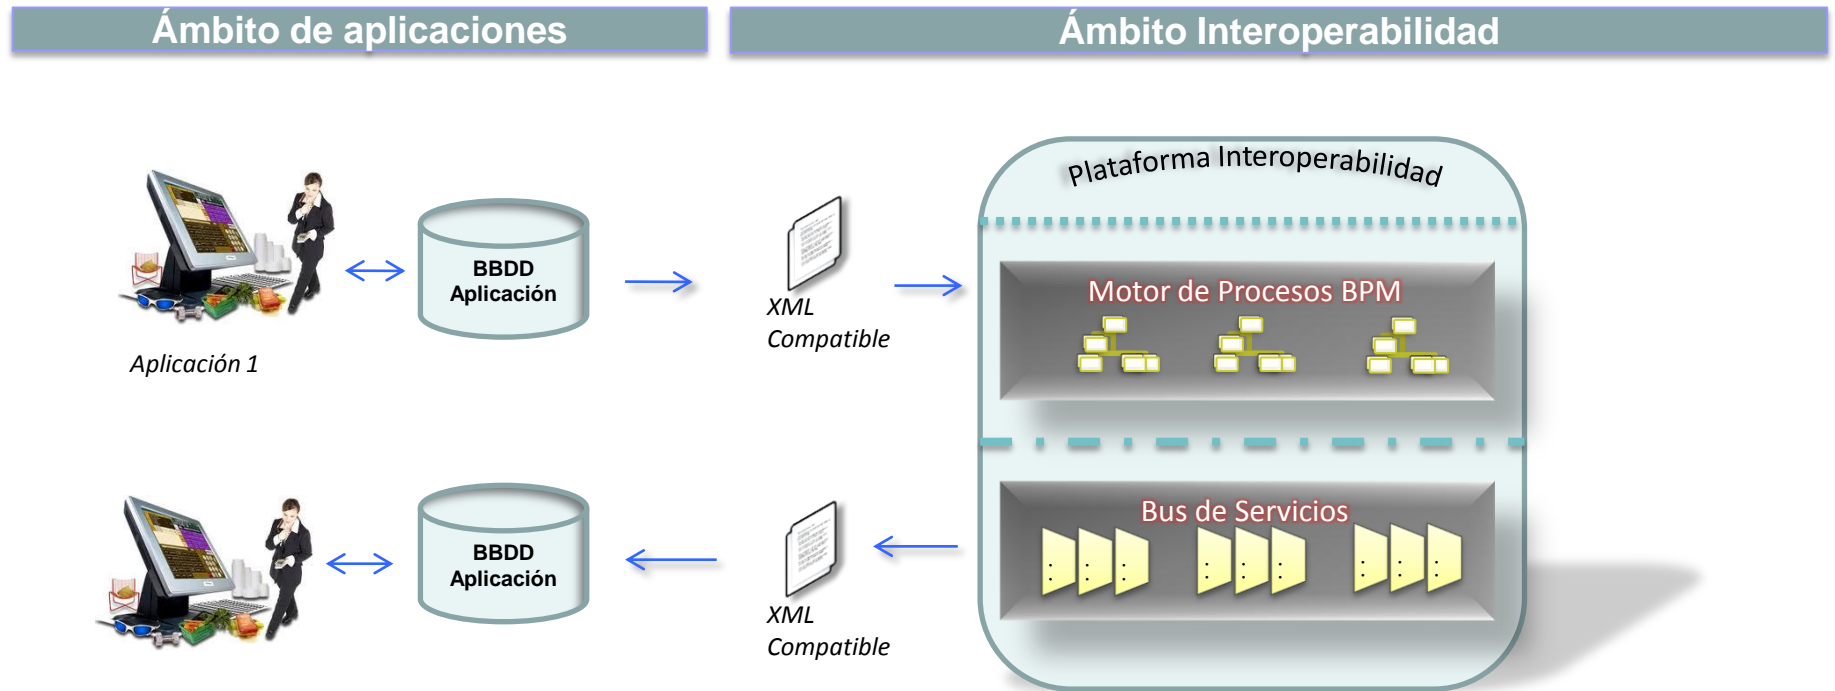 Ámbito de aplicaciones
Ámbito Interoperabilidad
Plataforma Interoperabilidad
BBDD
Aplicación
XML
Compatible
Motor de Procesos BPM
Aplicación 1
Bus de Servicios
BBDD
Aplicación
XML
Compatible